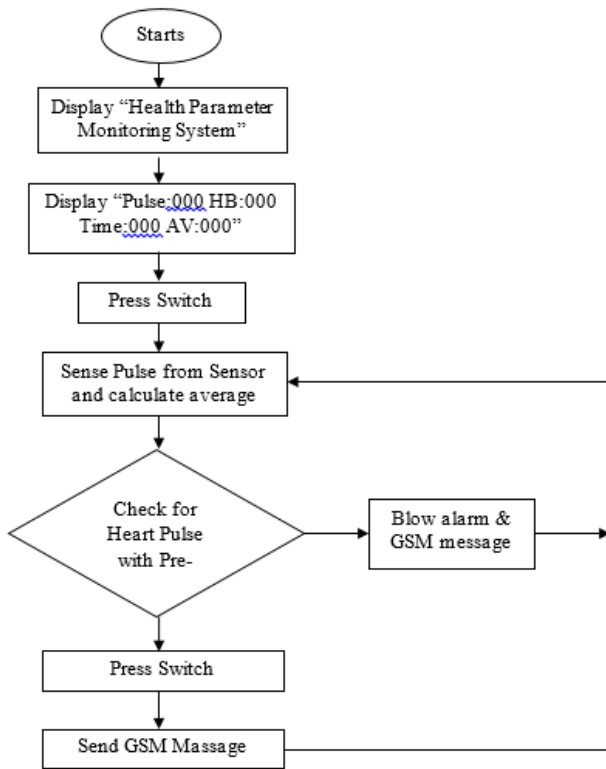 Starts
Display “Health Parameter
Monitoring System”
Display “Pulse:000 HB:000
Time:000 AV:000”
Press Switch
Sense Pulse from Sensor
and calculate average
Check for
Heart Pulse
with Pre-
Blow alarm &
GSM message
Press Switch
Send GSM Massage